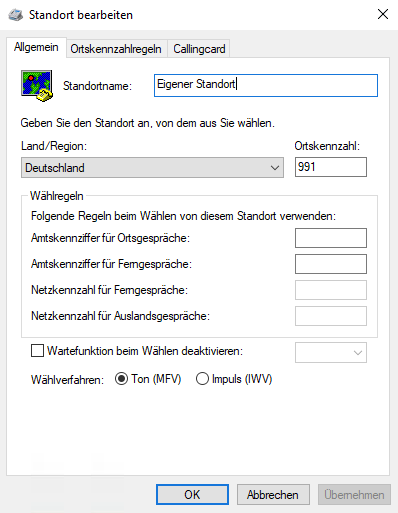 Standort bearbeiten
Allgemein Ortskennzahlregeln Callingcard
Standortname: Eigener Standort
Geben Sie den Standort an, von dem aus Sie wählen.
Land/Region: Ortskennzahl:
Deutschland 991
Wählregeln
Folgende Regeln beim Wählen von diesem Standort verwenden:
Amtskennziffer für Ortsgespräche:
Amtskennziffer für Ferngespräche:
Netzkennzahl für Ferngespräche:
Netzkennzahl für Auslandsgespräche:
Wartefunktion beim Wählen deaktivieren:
Wählverfahren: Ton (MFV) Impuls (IWV)
OK Abbrechen Übernehmen